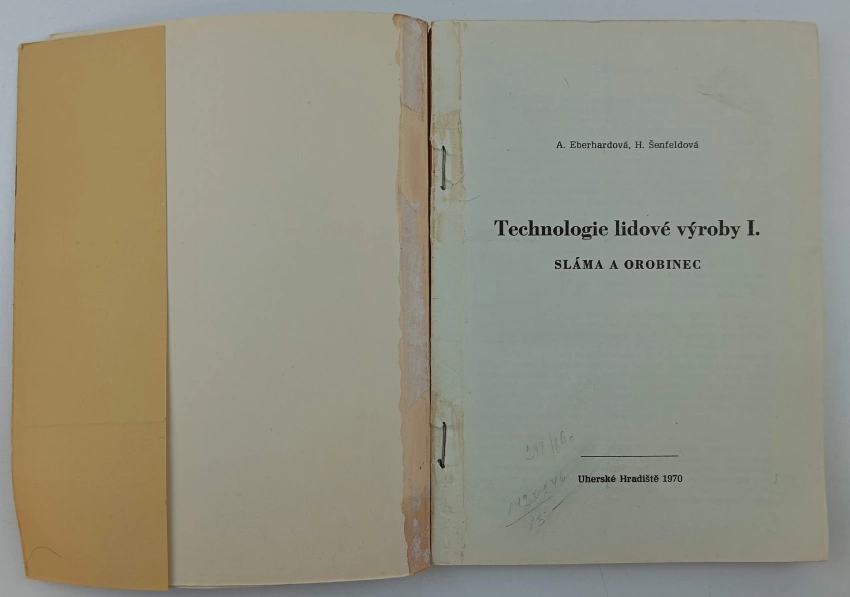 A. Eberhardová, H. Šenfeldová
Technologie lidové výroby I.
SLÁMA A OROBINEC
Uherské Hradiště 1970